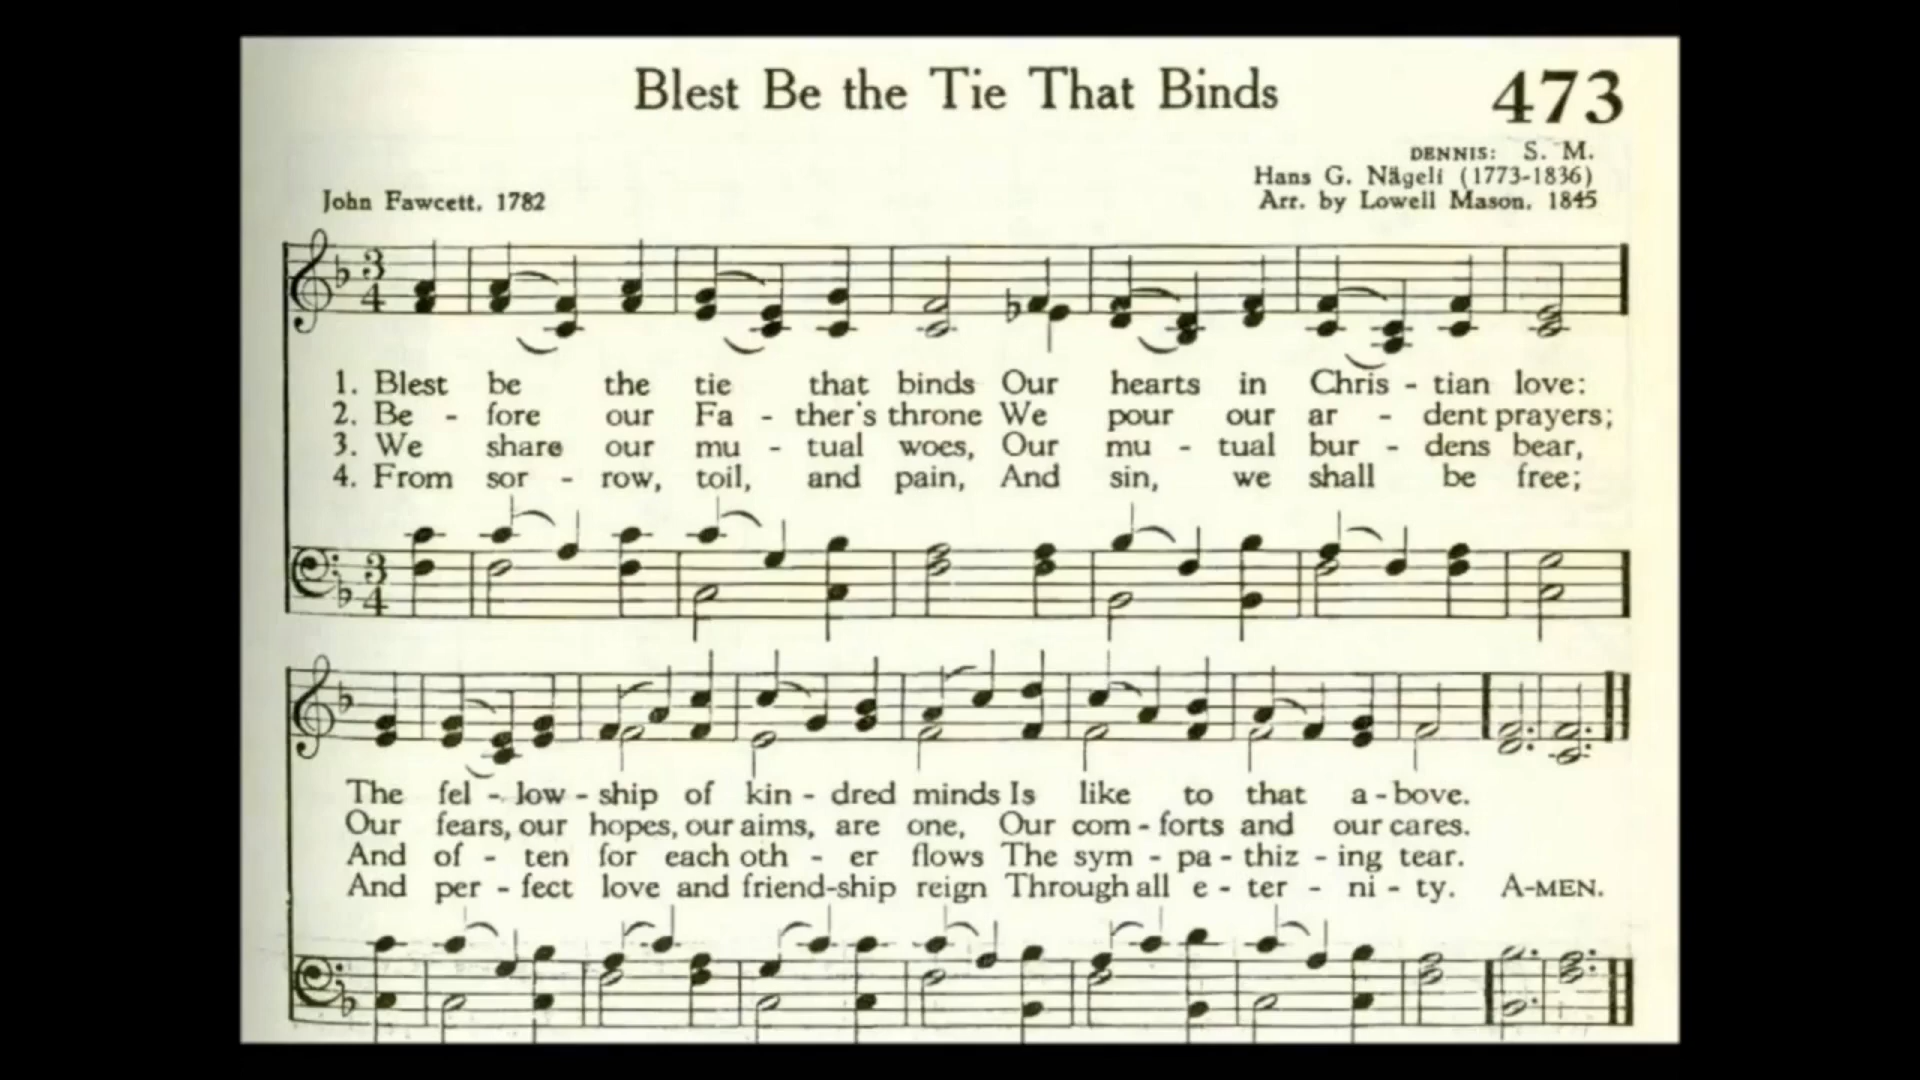 Blest Be the Tie That Binds 473
DENNIS: S. M.
Hans G. Nägeli (1773-1836)
John Fawcett, 1782 Arr. by Lowell Mason, 1845
3
4
1. Blest be the tie that binds Our hearts in Chris - tian love:
2. Be - fore our Fa - ther's throne We pour our ar - dent prayers;
3. We share our mu - tual woes, Our mu - tual bur - dens bear,
4. From sor - row, toil, and pain, And sin, we shall be free;
3
4
The fel - low - ship of kin - dred minds Is like to that a - bove.
Our fears, our hopes, our aims, are one, Our com - forts and our cares.
And of - ten for each oth - er flows The sym - pa - thiz - ing tear.
And per - fect love and friend-ship reign Through all e - ter - ni - ty. A-MEN.